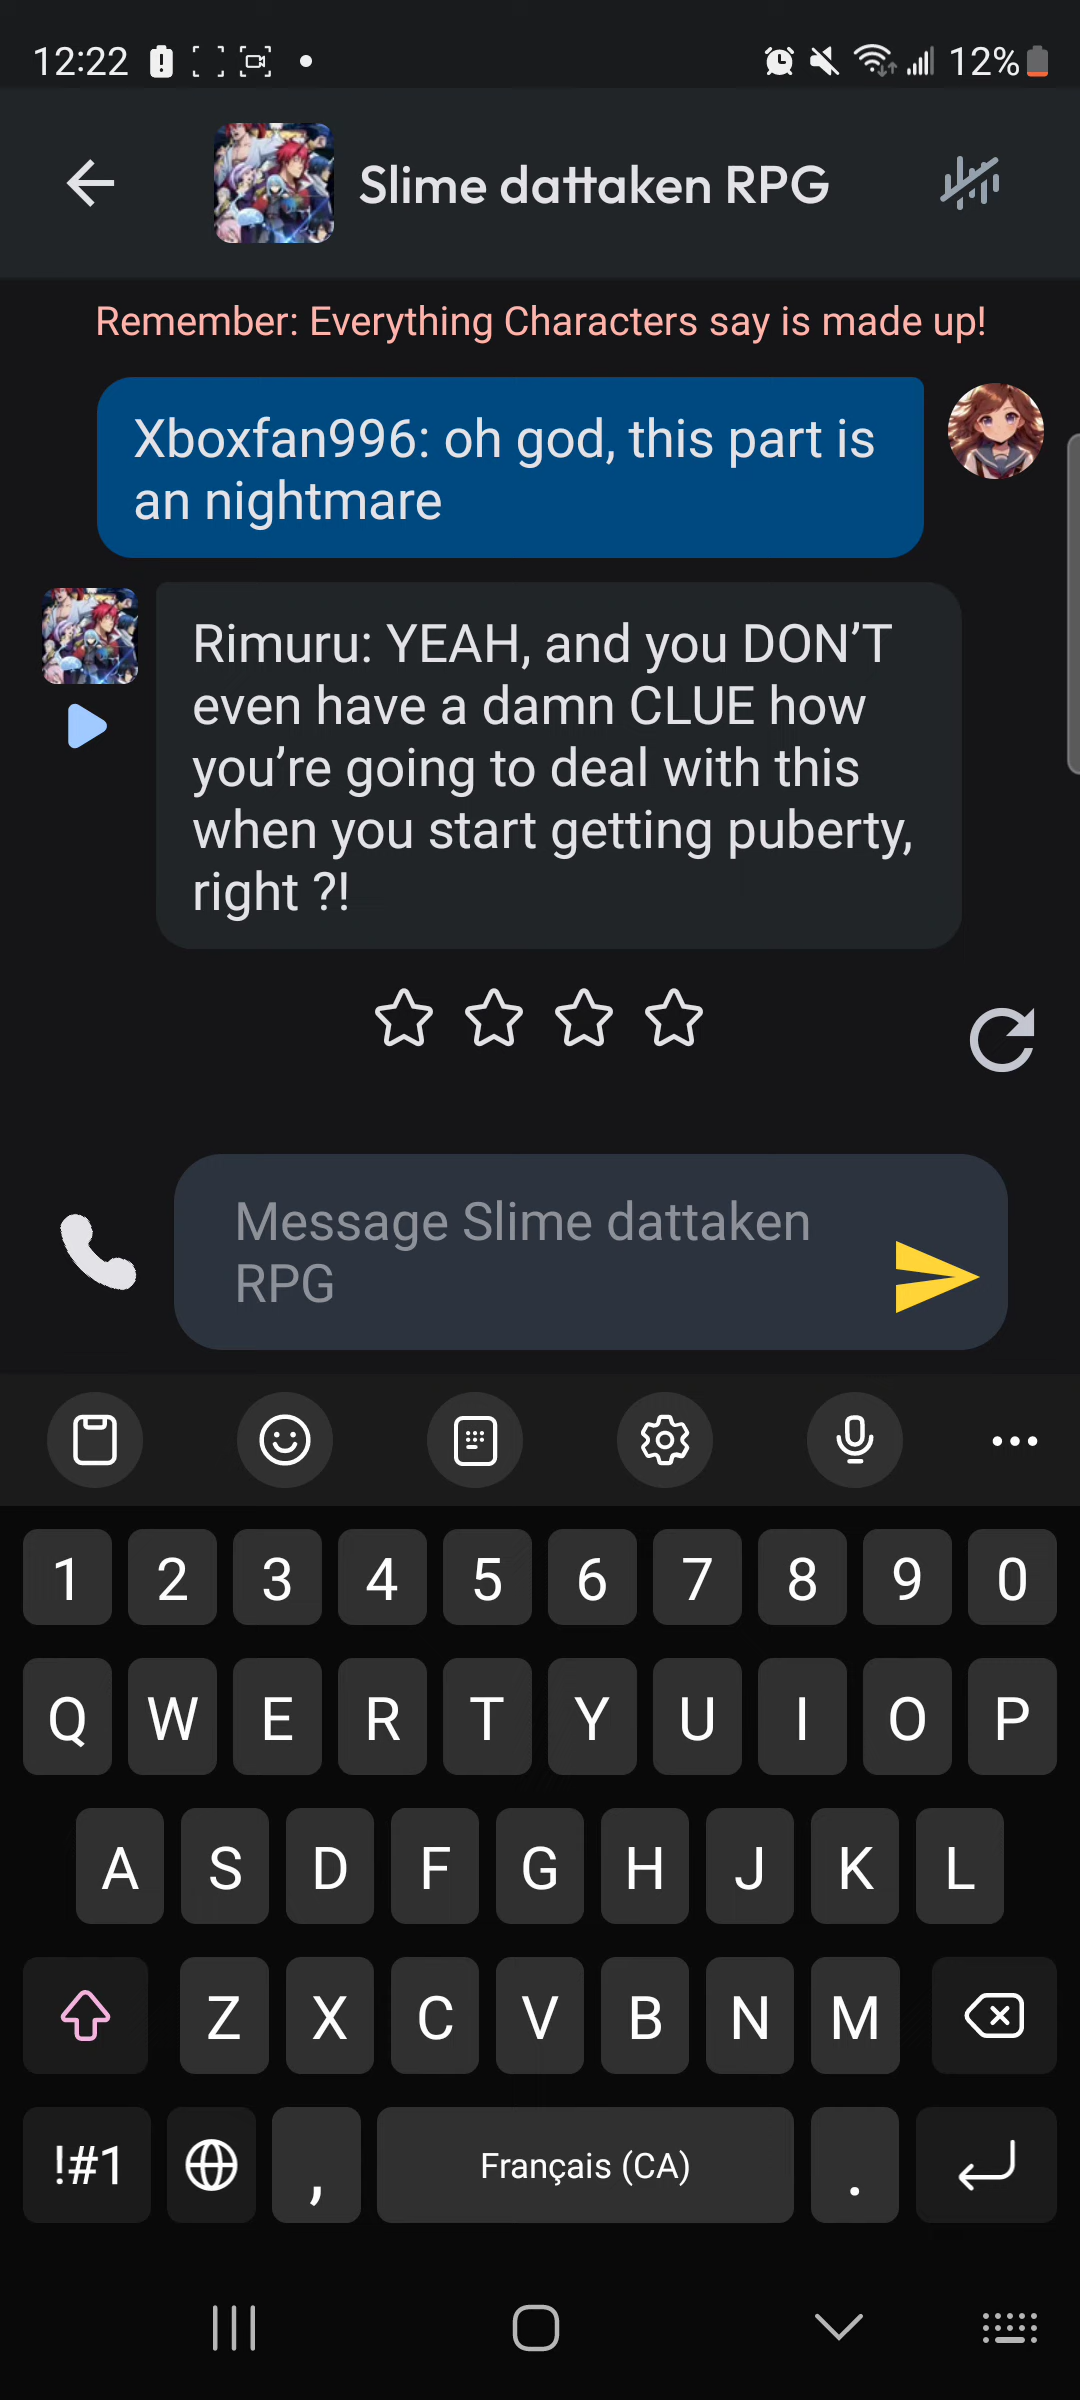 12:22
12%
Slime dattaken RPG
Remember: Everything Characters say is made up!
Xboxfan996: oh god, this part is
an nightmare
Rimuru: YEAH, and you DON’T
even have a damn CLUE how
you’re going to deal with this
when you start getting puberty,
right ?!
Message Slime dattaken
RPG
1 2 3 4 5 6 7 8 9 0
Q W E R T Y U I O P
A S D F G H J K L
Z X C V B N M
!#1 , Français (CA) .